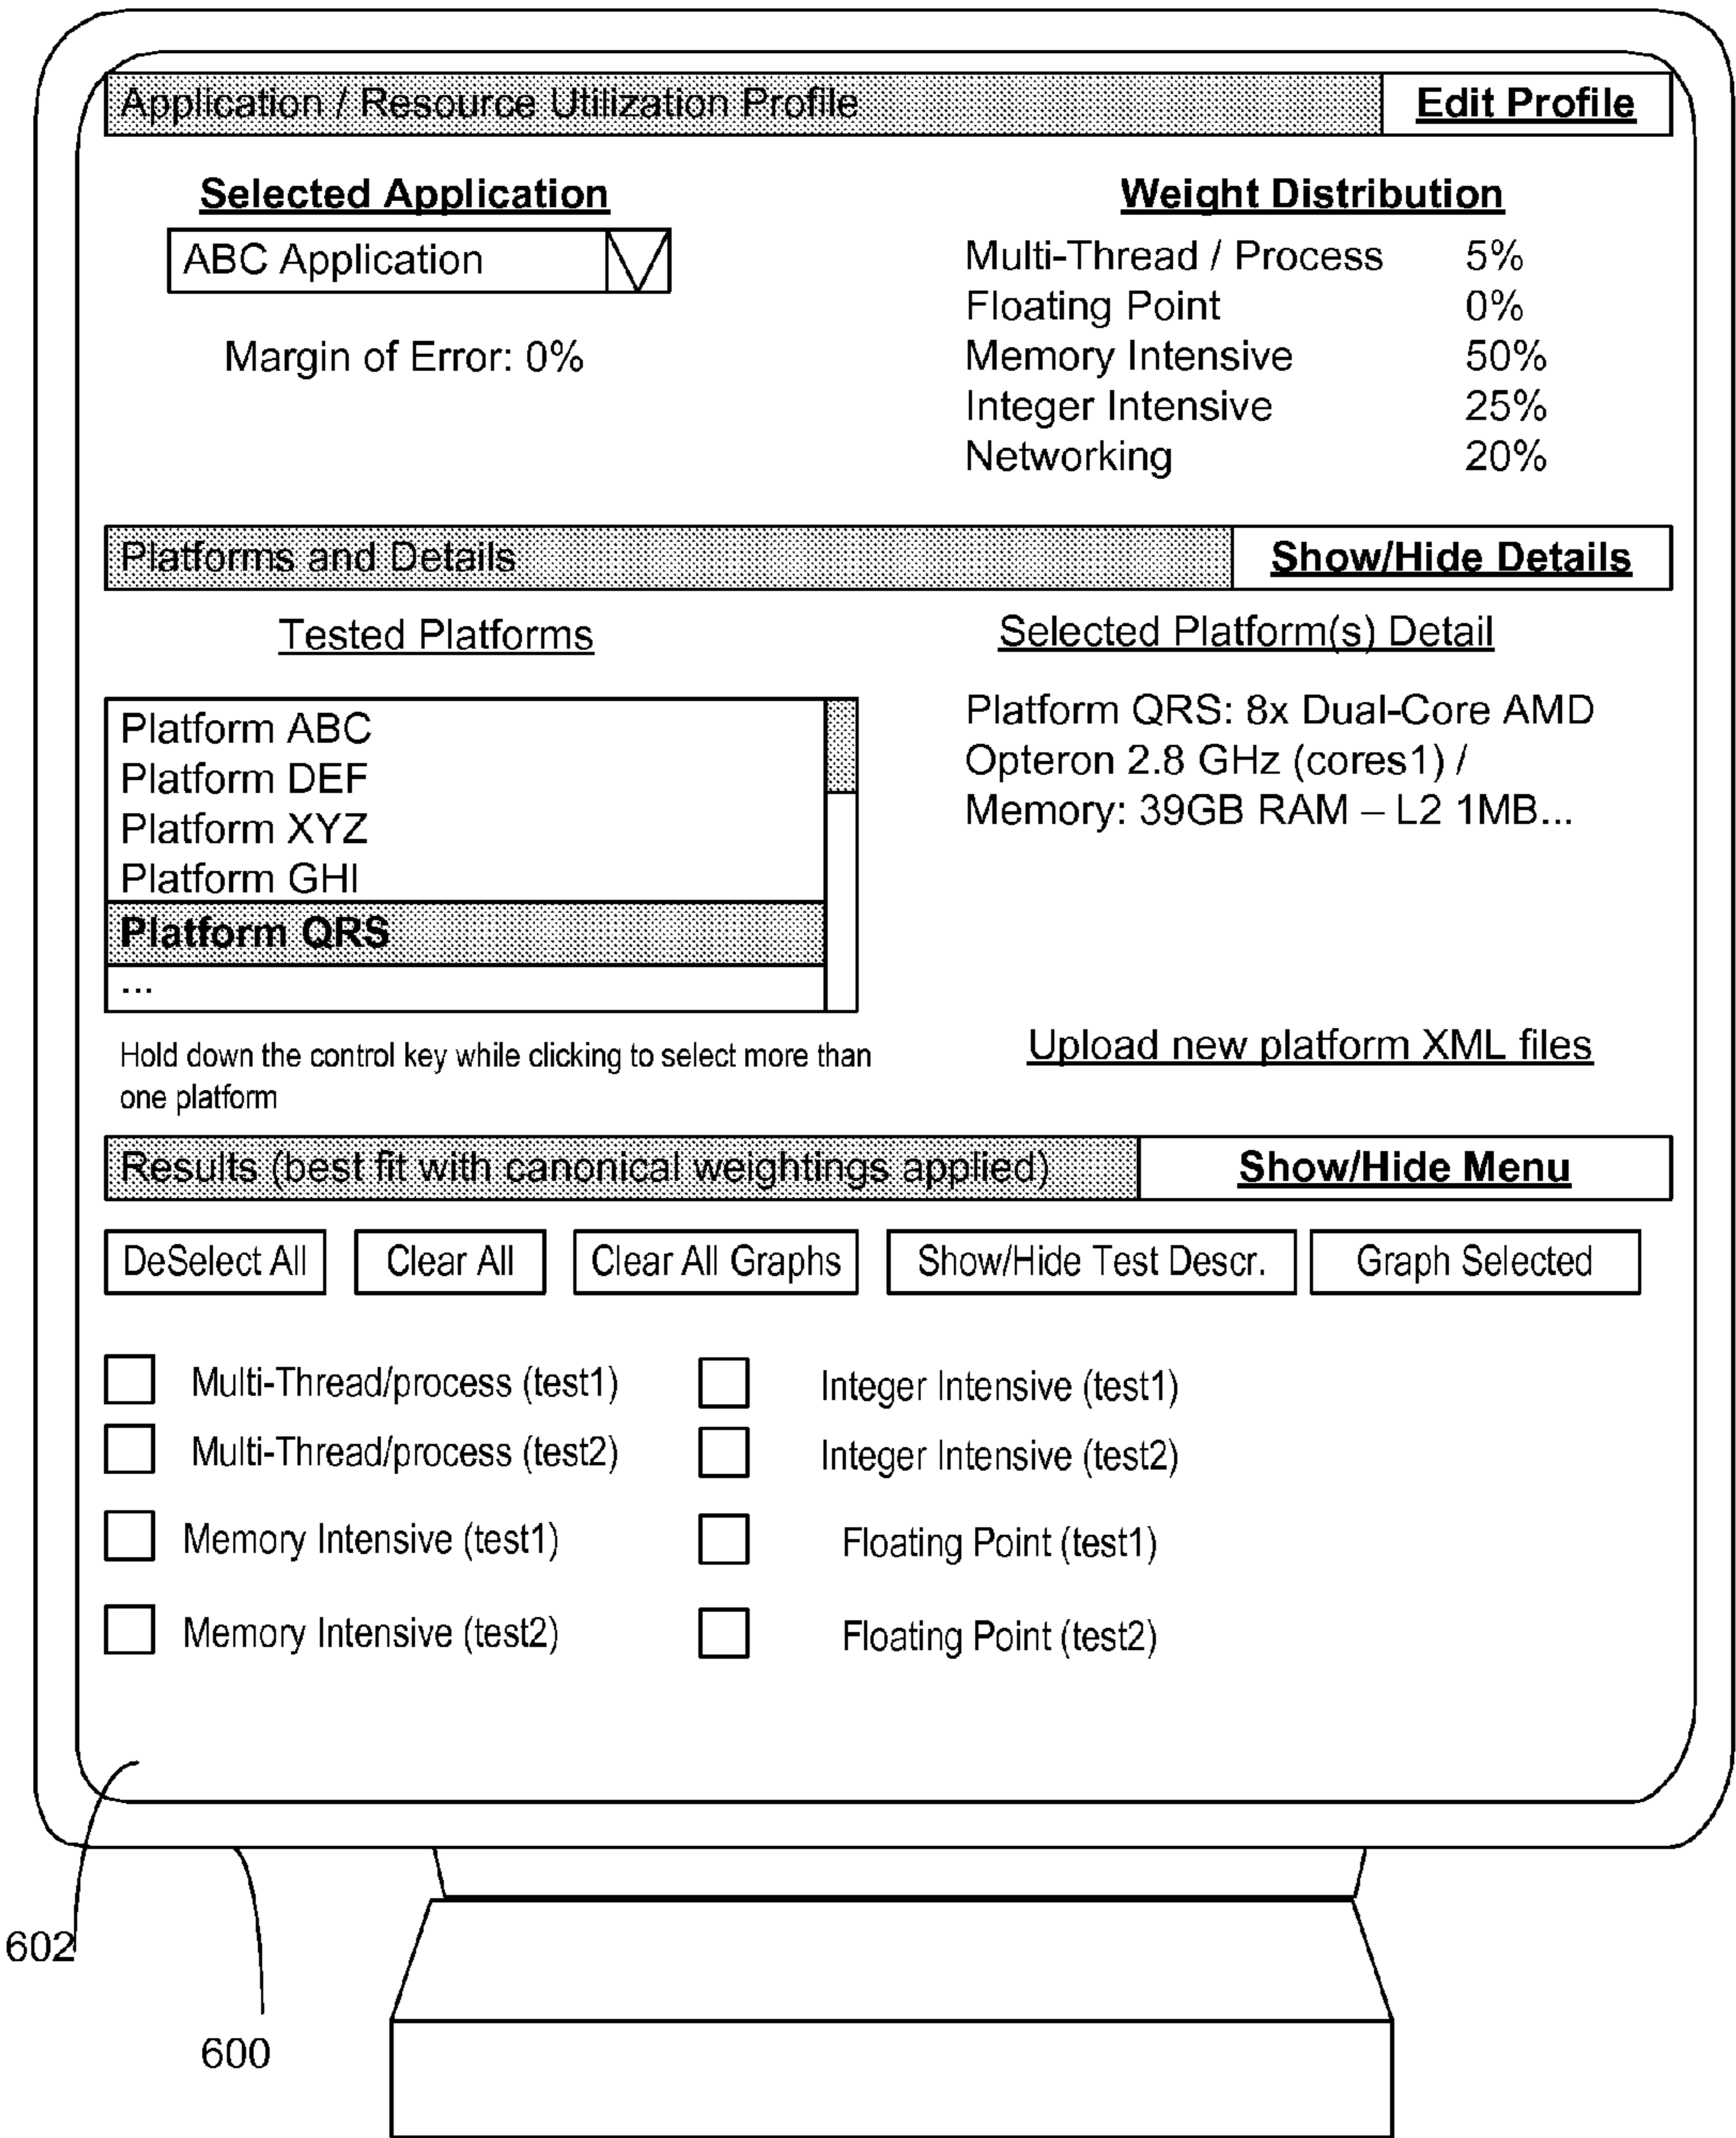 Application / Resource Utilization Profile
Edit Profile
Selected Application
ABC Application
Margin of Error: 0%
Weight Distribution
Multi-Thread / Process 5%
Floating Point 0%
Memory Intensive 50%
Integer Intensive 25%
Networking 20%
Platforms and Details
Show/Hide Details
Tested Platforms
Platform ABC
Platform DEF
Platform XYZ
Platform GHI
Platform QRS
...
Hold down the control key while clicking to select more than
one platform
Selected Platform(s) Detail
Platform QRS: 8x Dual-Core AMD
Opteron 2.8 GHz (cores1) /
Memory: 39GB RAM – L2 1MB...
Upload new platform XML files
Results (best fit with canonical weightings applied)
Show/Hide Menu
DeSelect All
Clear All
Clear All Graphs
Show/Hide Test Descr.
Graph Selected
Multi-Thread/process (test1)
Integer Intensive (test1)
Multi-Thread/process (test2)
Integer Intensive (test2)
Memory Intensive (test1)
Floating Point (test1)
Memory Intensive (test2)
Floating Point (test2)
602
600